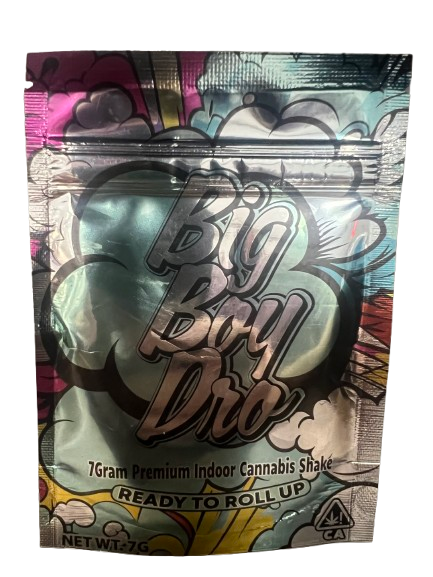 Big
Boy
Dro
7Gram Premium Indoor Cannabis Shake
READY TO ROLL UP
NET WT-7G
CA